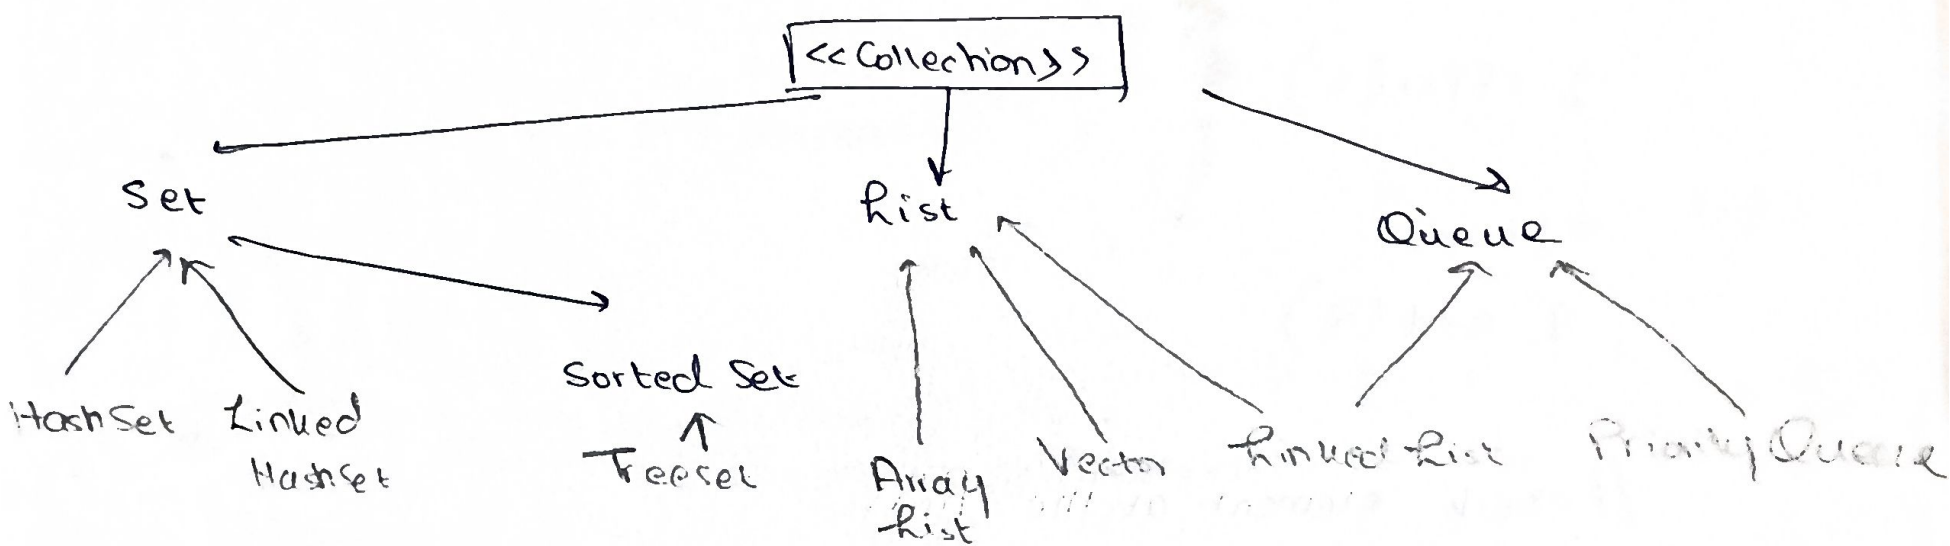 <<Collection>>
Set
List
Queue
Sorted Set
HashSet
Linked
HashSet
Treeset
Array
List
Vector
Linked List
Priority Queue